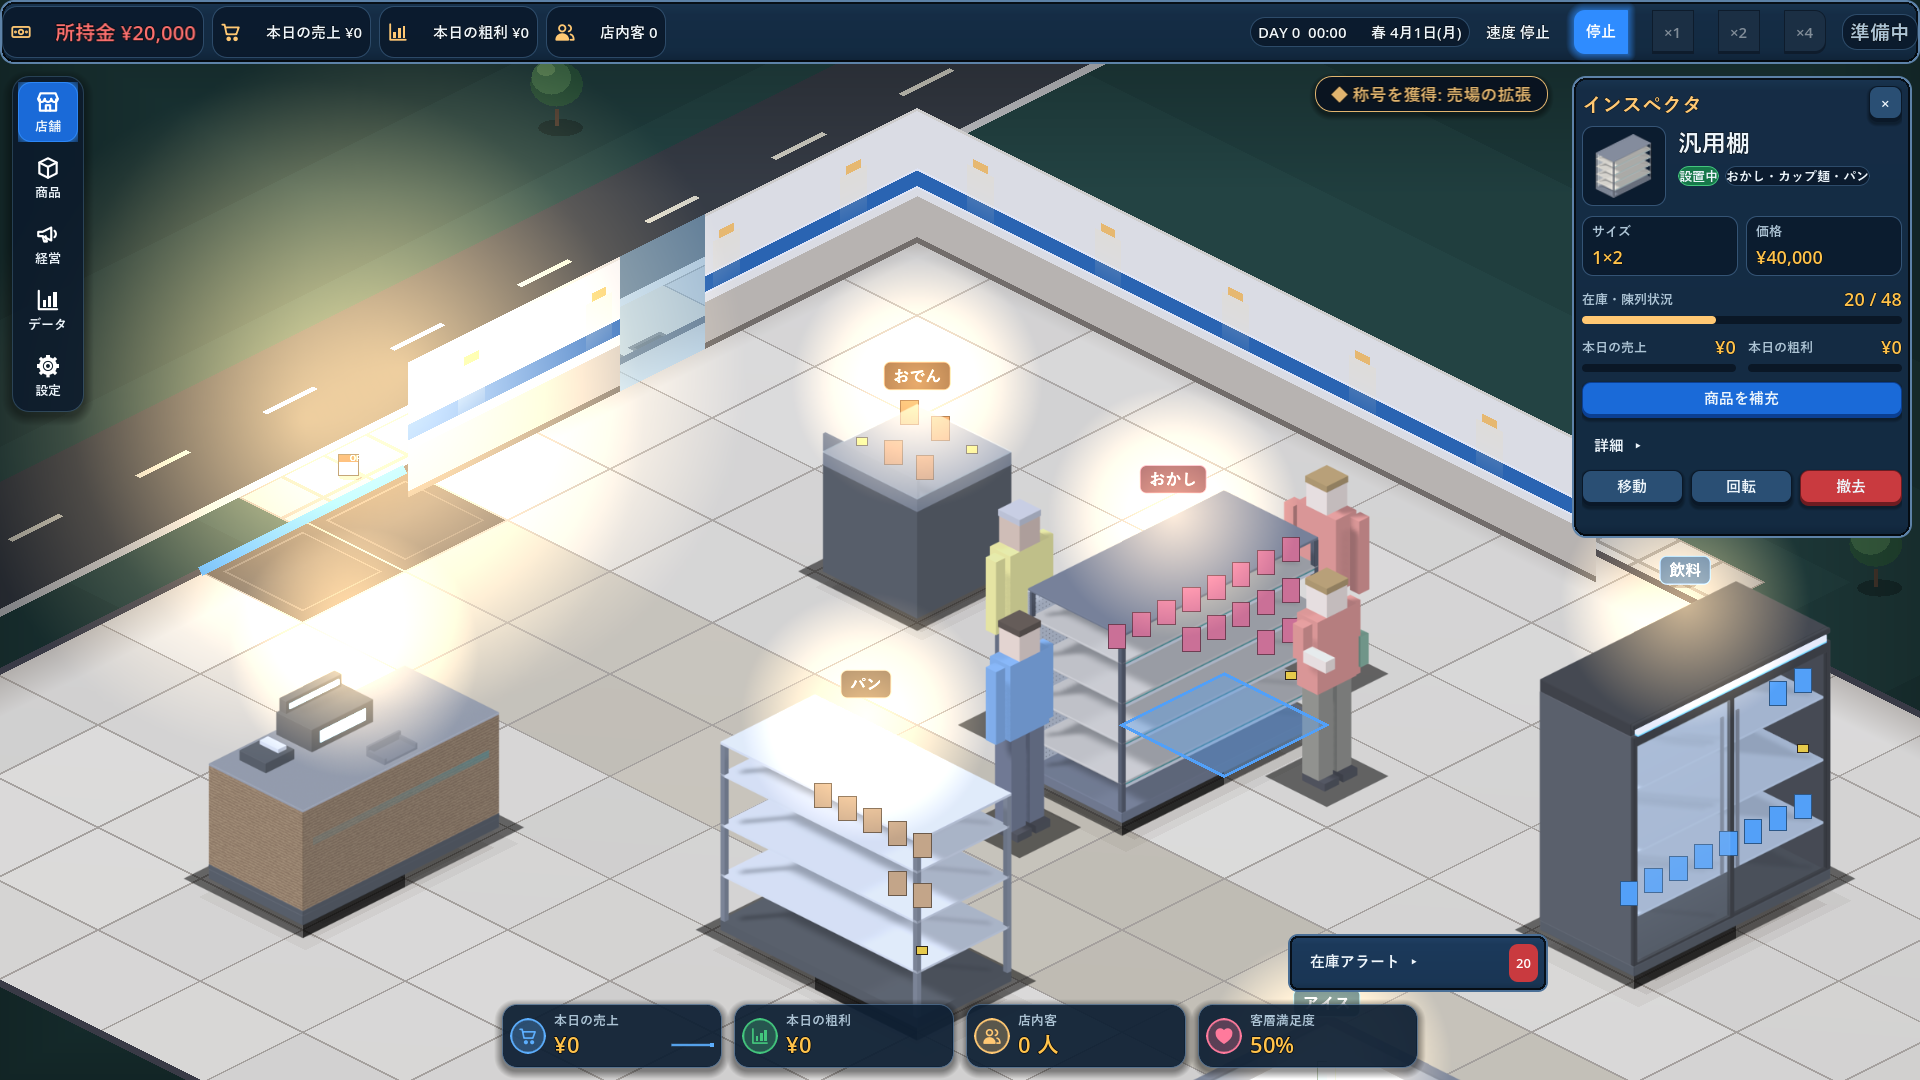 所持金 ¥20,000
本日の売上 ¥0
本日の粗利 ¥0
店内客 0
DAY 0 00:00 春 4月1日(月)
速度 停止
停止
×1
×2
×4
準備中
店舗
商品
経営
データ
設定
◆ 称号を獲得: 売場の拡張
インスペクタ
×
汎用棚
設置中
おかし・カップ麺・パン
サイズ
1×2
価格
¥40,000
在庫・陳列状況 20 / 48
本日の売上 ¥0
本日の粗利 ¥0
商品を補充
詳細 ▸
移動
回転
撤去
おでん
おかし
パン
飲料
アイス
在庫アラート ▸ 20
本日の売上
¥0
本日の粗利
¥0
店内客
0 人
客層満足度
50%